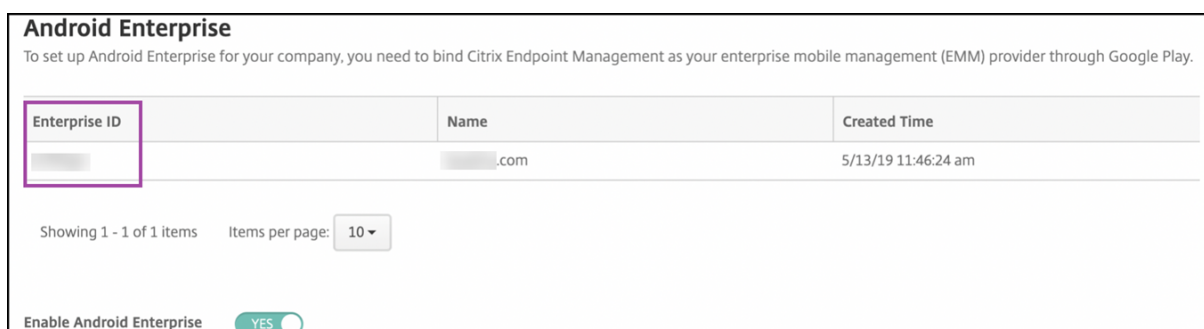 Android Enterprise
To set up Android Enterprise for your company, you need to bind Citrix Endpoint Management as your enterprise mobile management (EMM) provider through Google Play.
Enterprise ID Name Created Time
.com 5/13/19 11:46:24 am
Showing 1 - 1 of 1 items Items per page: 10
Enable Android Enterprise YES